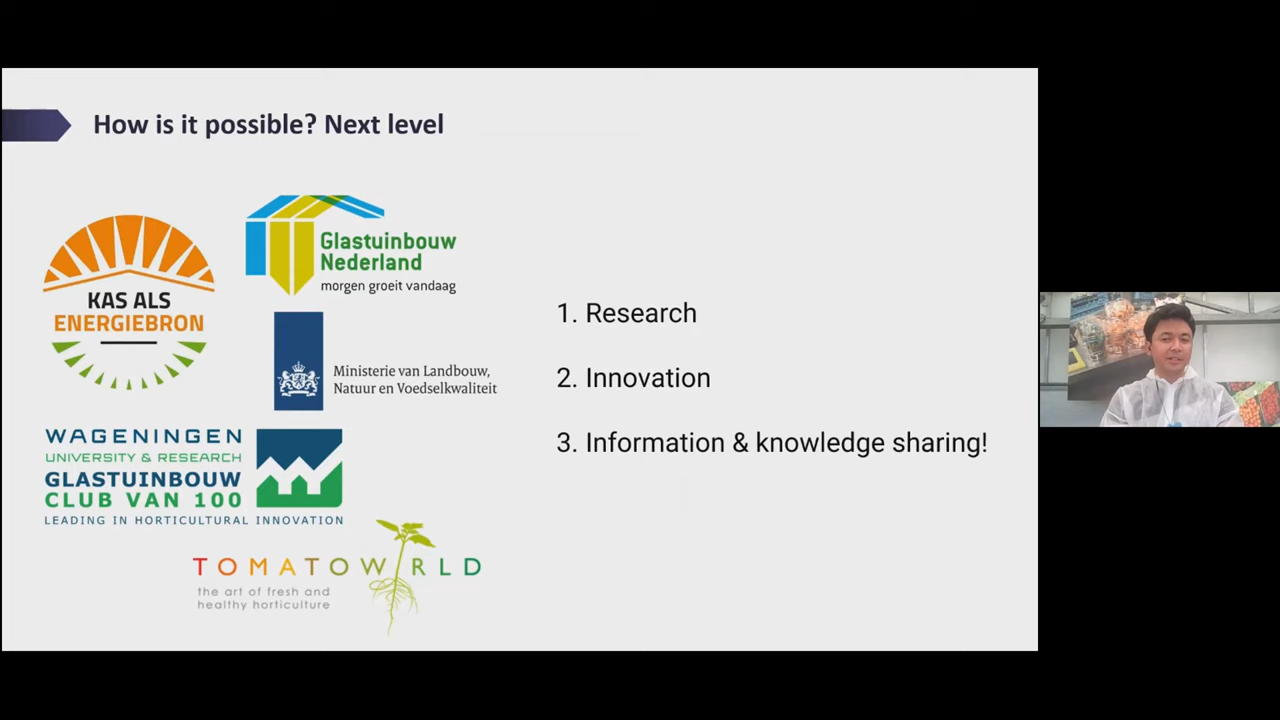 How is it possible? Next level
KAS ALS
ENERGIEBRON
Glastuinbouw
Nederland
morgen groeit vandaag
Ministerie van Landbouw,
Natuur en Voedselkwaliteit
WAGENINGEN
UNIVERSITY & RESEARCH
GLASTUINBOUW
CLUB VAN 100
LEADING IN HORTICULTURAL INNOVATION
TOMATOWORLD
the art of fresh and
healthy horticulture
1. Research
2. Innovation
3. Information & knowledge sharing!